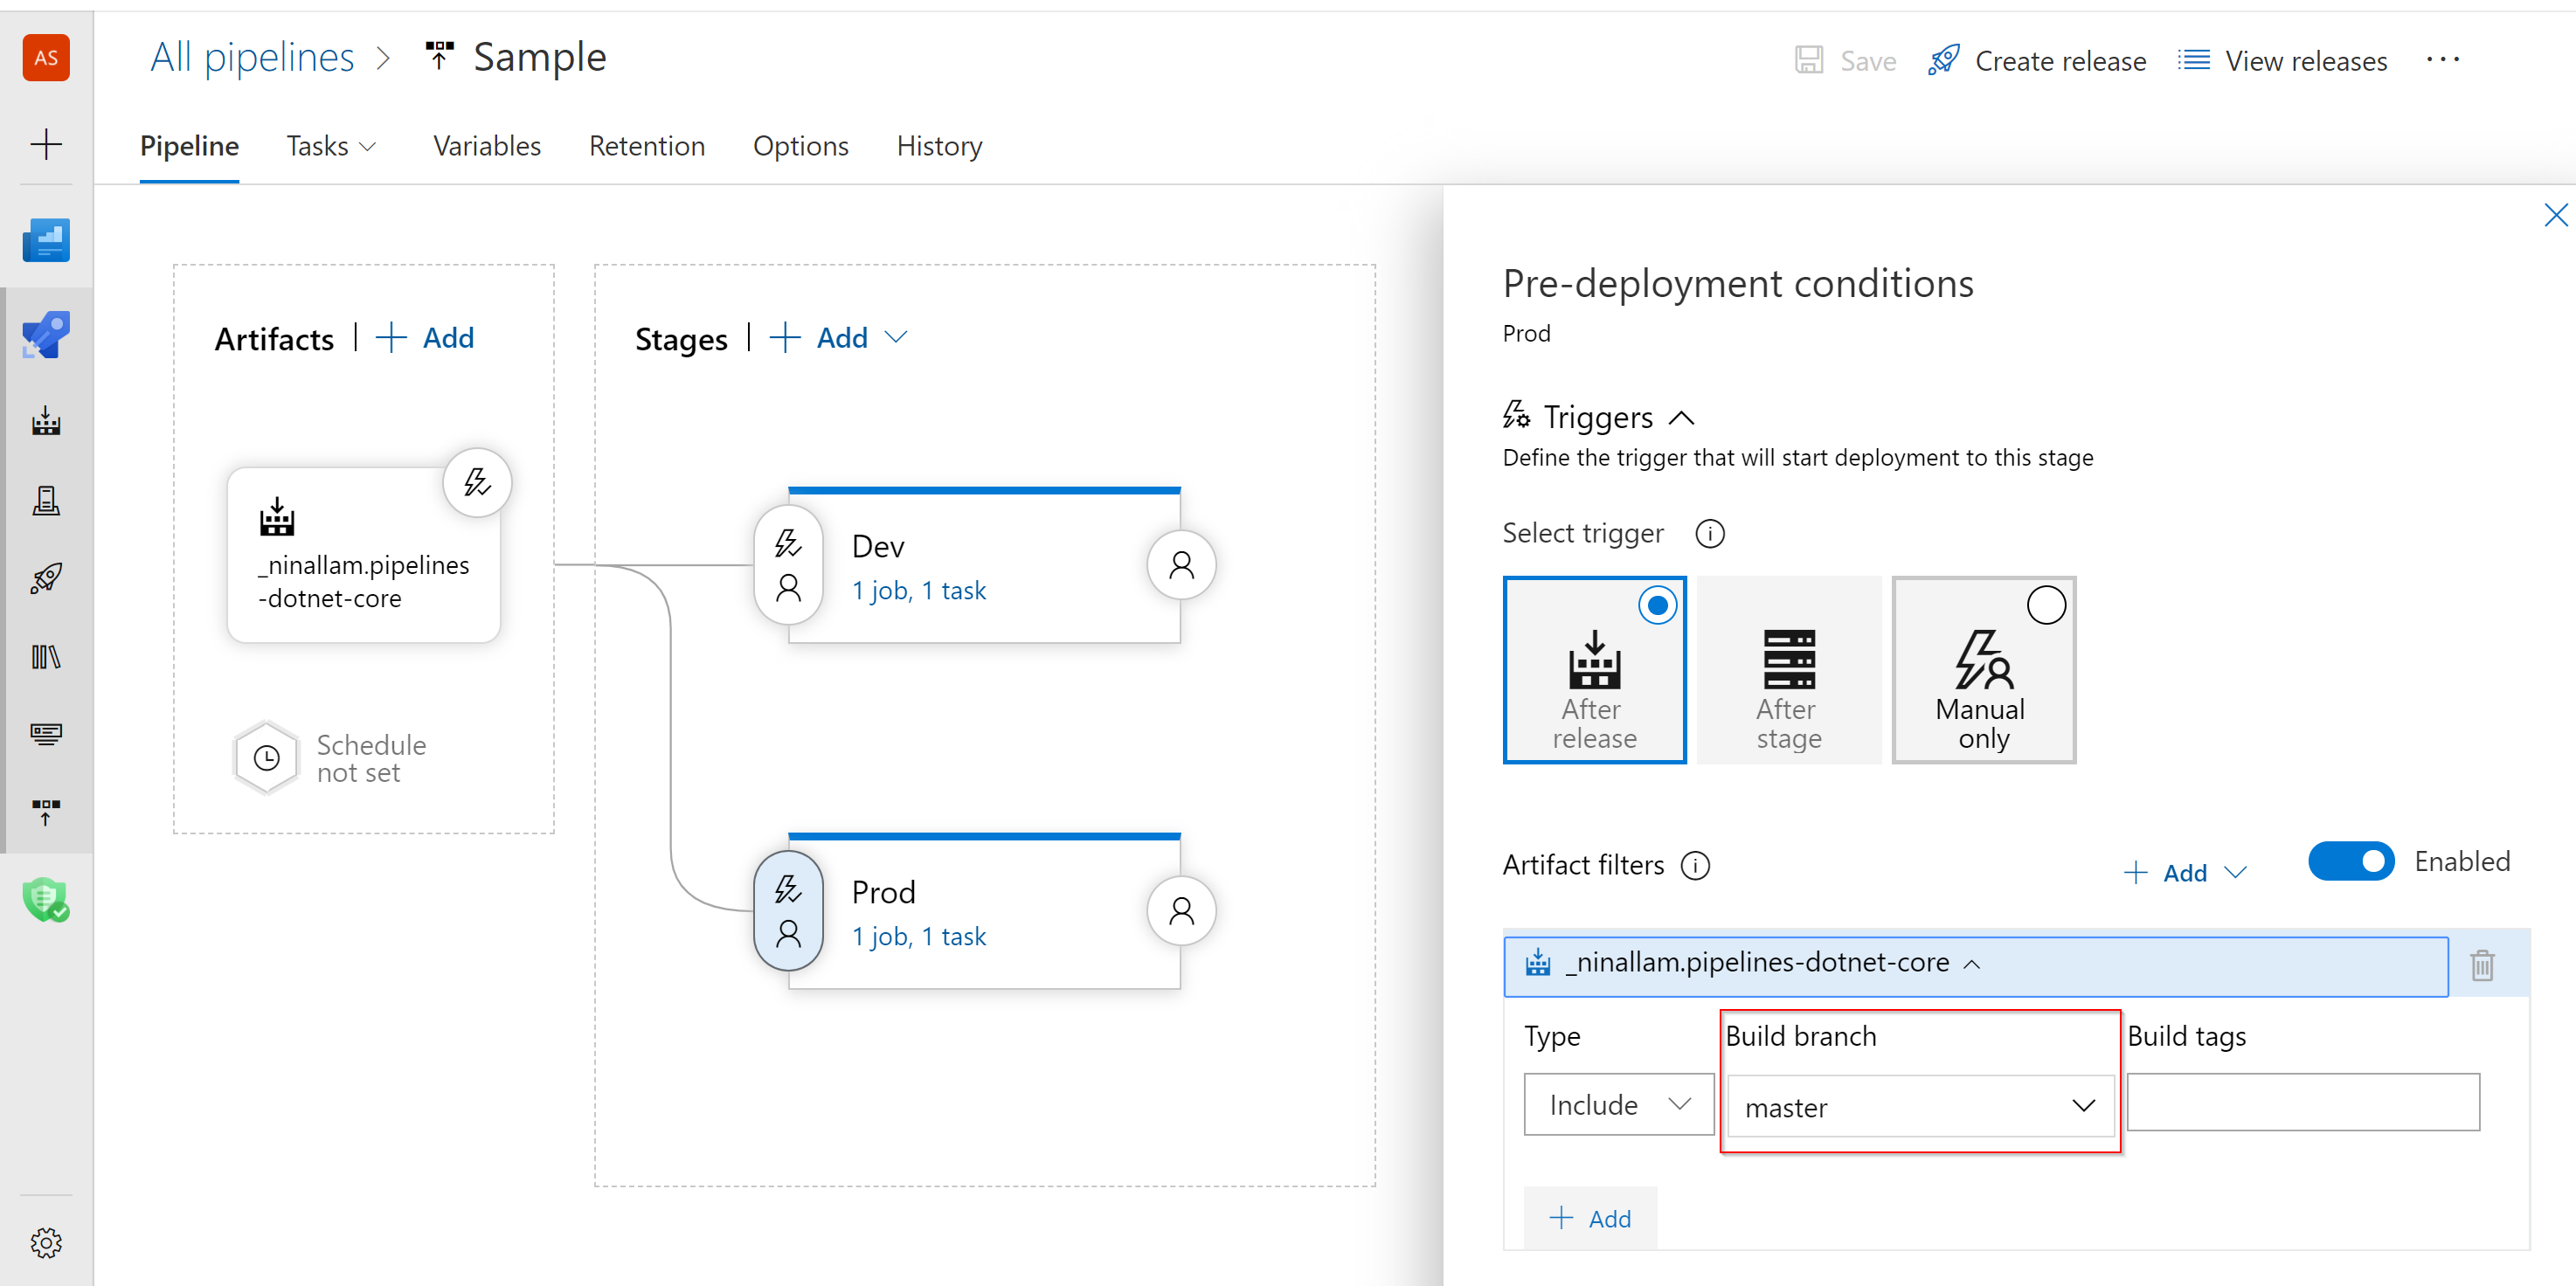 AS
All pipelines
Sample
Save
Create release
View releases
Pipeline
Tasks
Variables
Retention
Options
History
Artifacts
Add
_ninallam.pipelines
-dotnet-core
Schedule
not set
Stages
Add
Dev
1 job, 1 task
Prod
1 job, 1 task
Pre-deployment conditions
Prod
Triggers
Define the trigger that will start deployment to this stage
Select trigger
After
release
After
stage
Manual
only
Artifact filters
Add
Enabled
_ninallam.pipelines-dotnet-core
Type
Build branch
Build tags
Include
master
Add